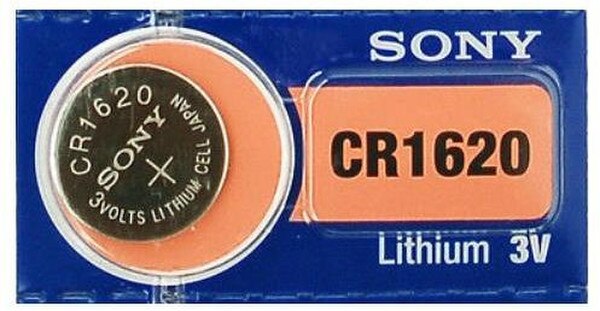 CR1620
SONY
3VOLTS LITHIUM CELL JAPAN
+
SONY
CR1620
Lithium 3V